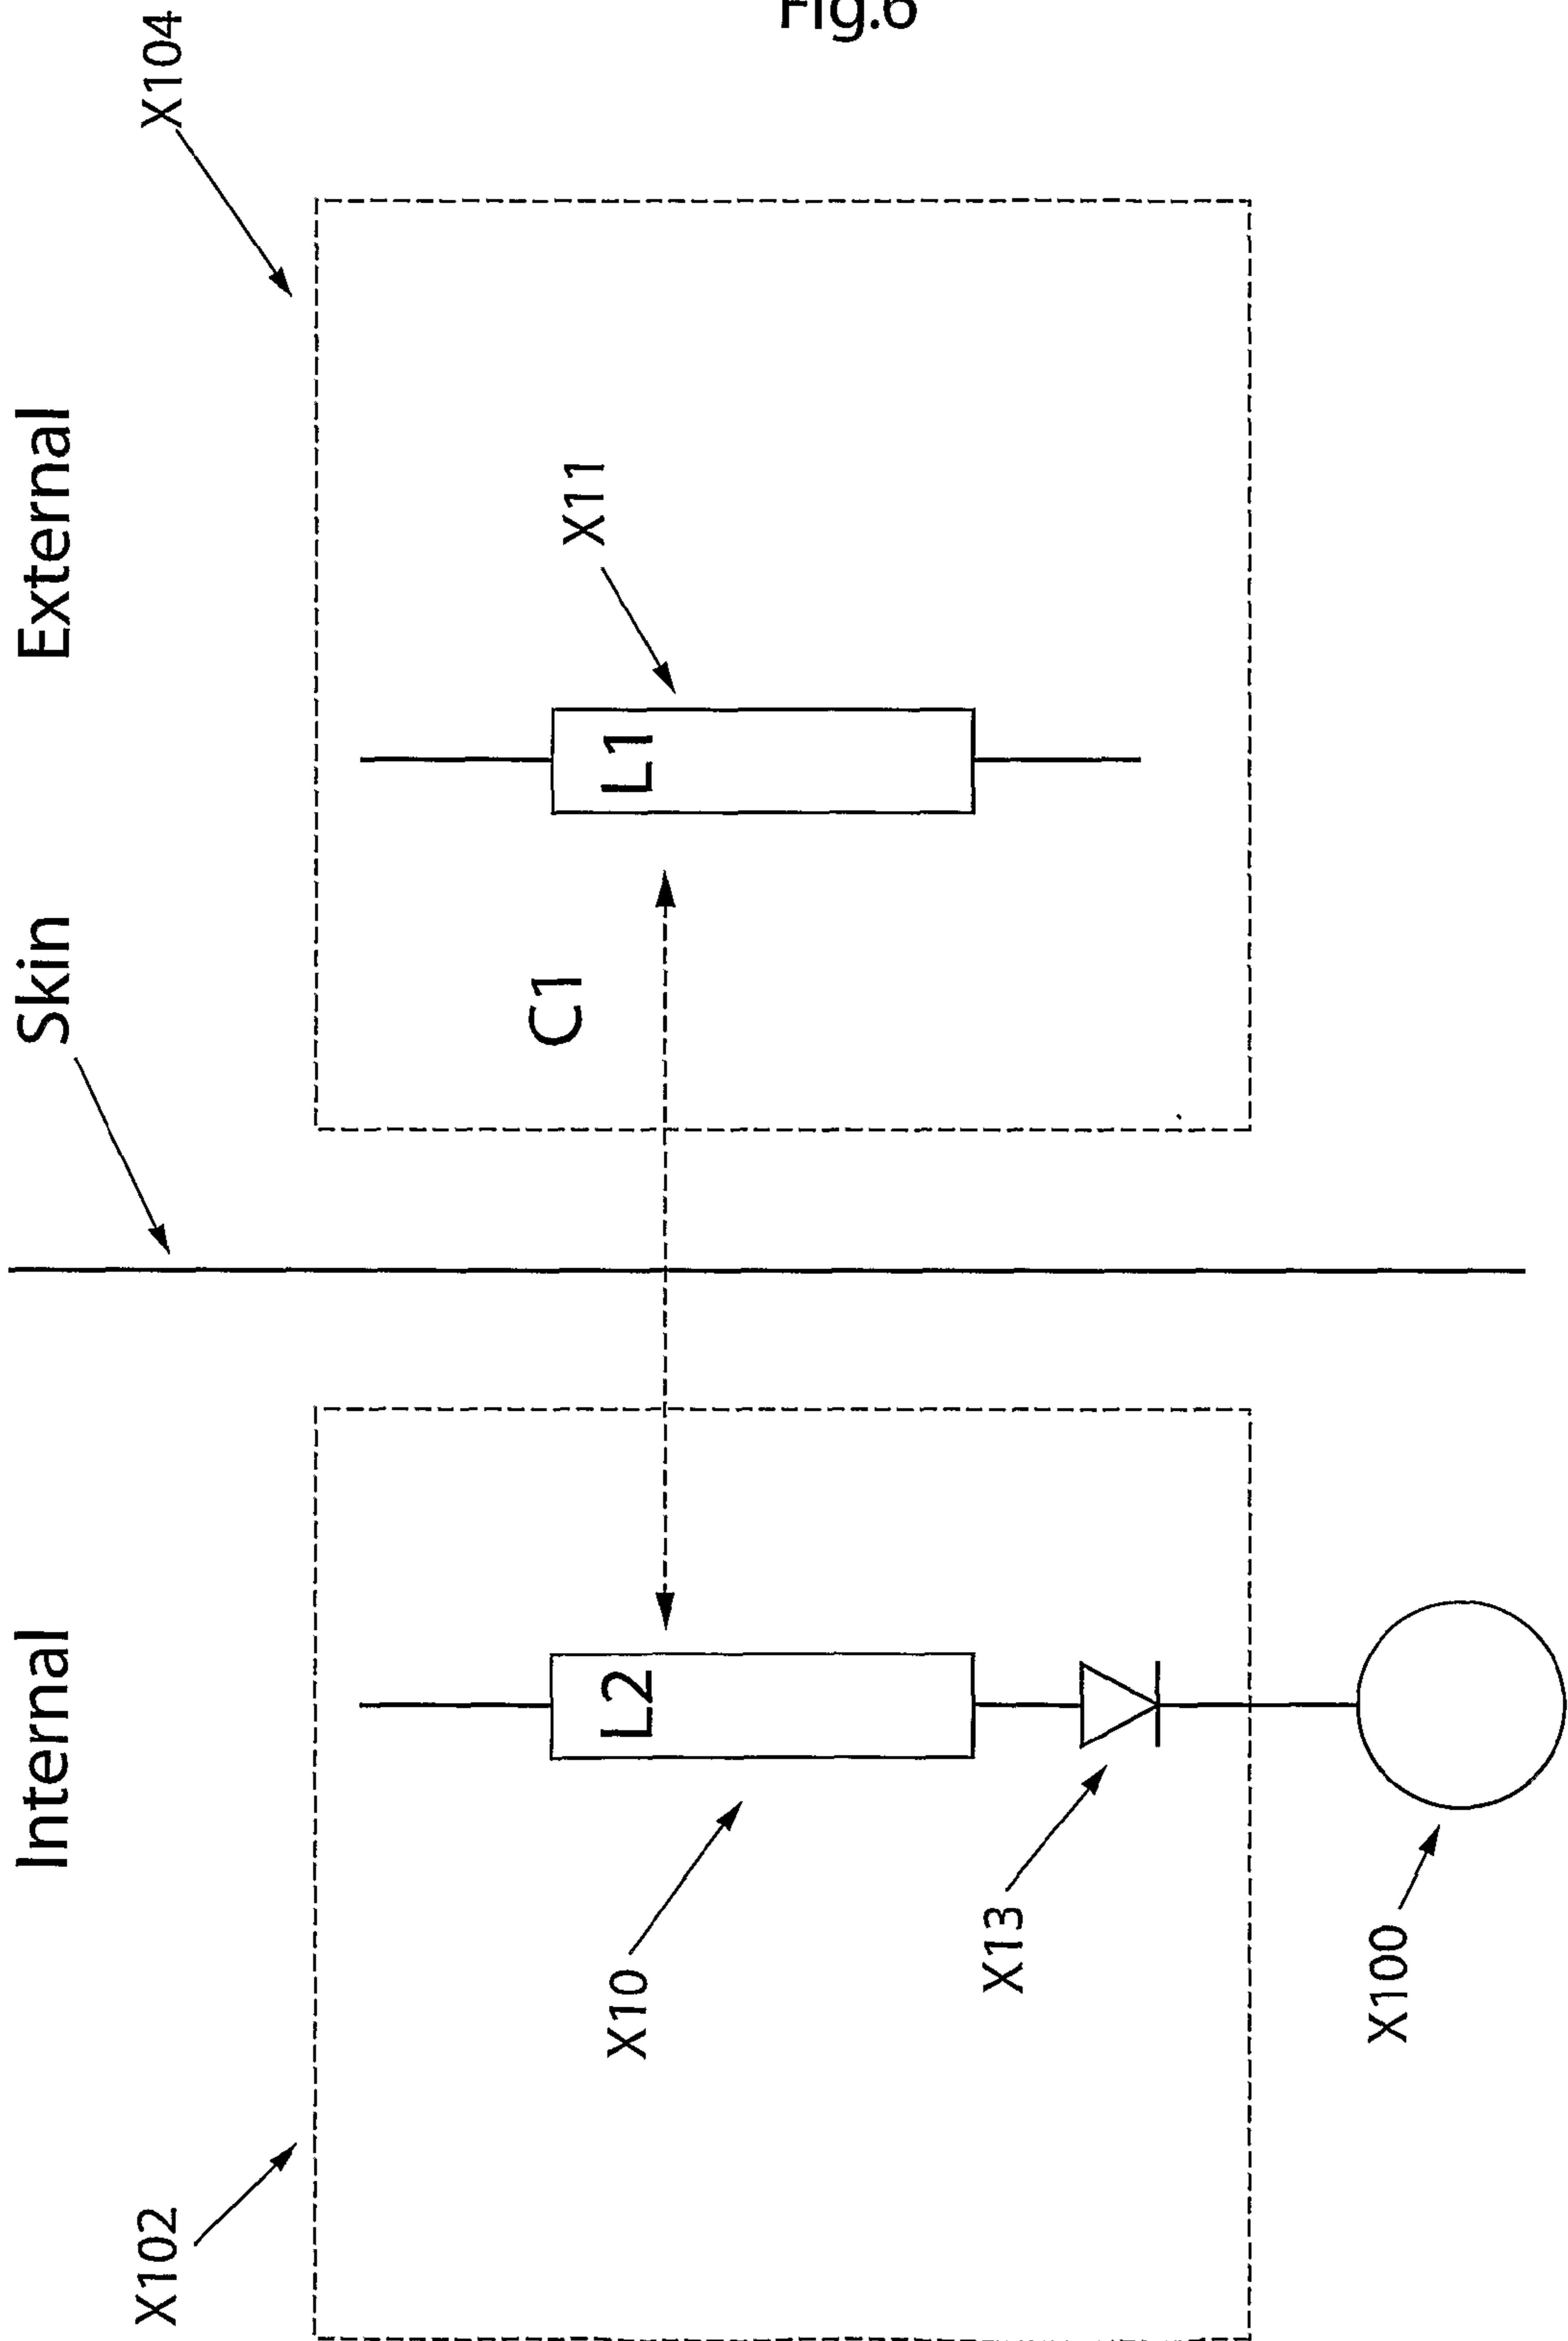 Fig.6
Internal
Skin
External
X102
X104
C1
X10
L2
L1
X11
X13
X100